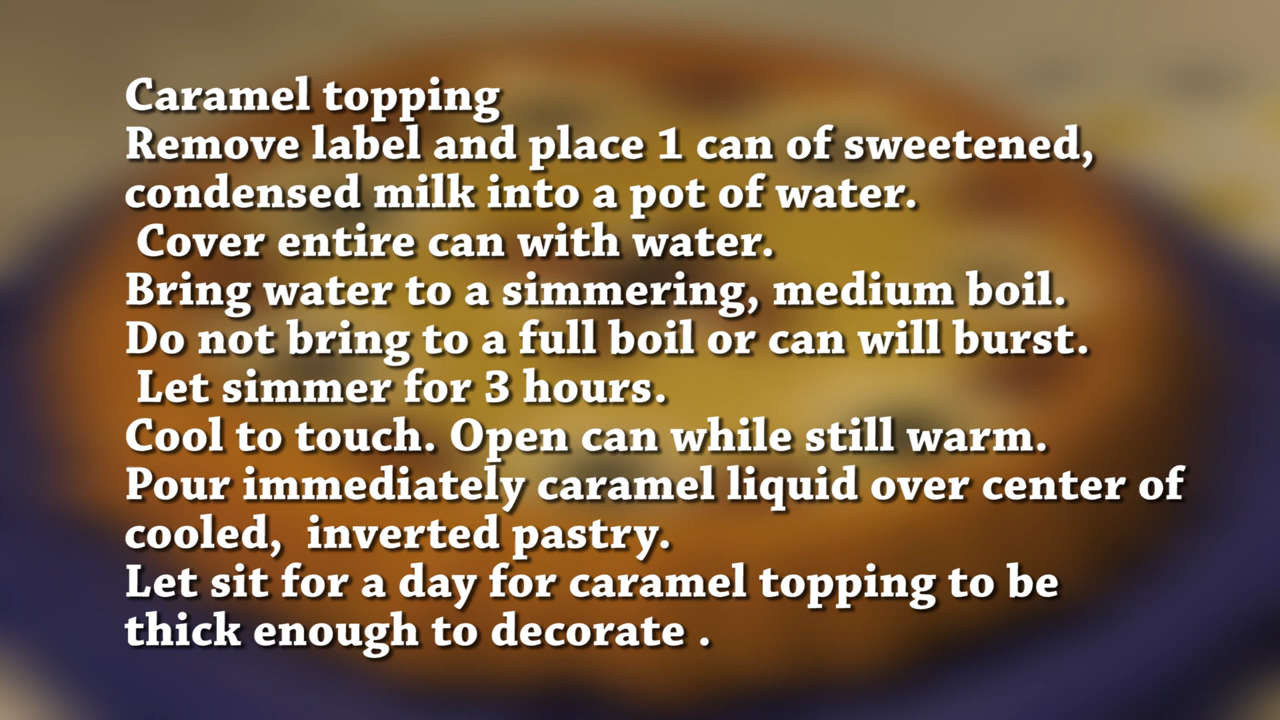 Caramel topping
Remove label and place 1 can of sweetened,
condensed milk into a pot of water.
Cover entire can with water.
Bring water to a simmering, medium boil.
Do not bring to a full boil or can will burst.
Let simmer for 3 hours.
Cool to touch. Open can while still warm.
Pour immediately caramel liquid over center of
cooled,  inverted pastry.
Let sit for a day for caramel topping to be
thick enough to decorate .